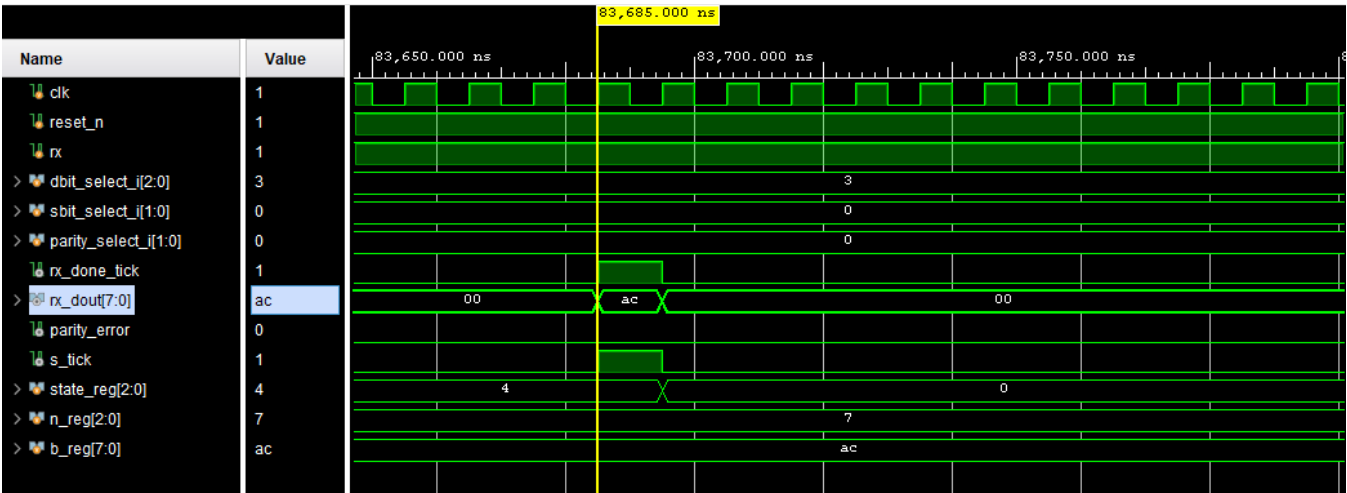 83,685.000 ns
Name Value 83,650.000 ns 83,700.000 ns 83,750.000 ns
clk 1
reset_n 1
rx 1
dbit_select_i[2:0] 3 3
sbit_select_i[1:0] 0 0
parity_select_i[1:0] 0 0
rx_done_tick 1
rx_dout[7:0] ac 00 ac 00
parity_error 0
s_tick 1
state_reg[2:0] 4 4 0
n_reg[2:0] 7 7
b_reg[7:0] ac ac